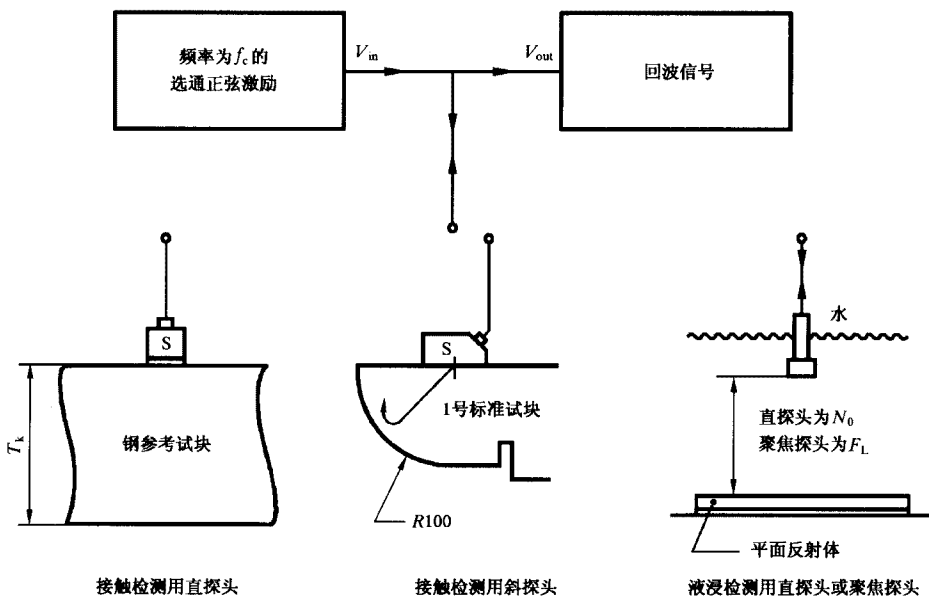 频率为f_c的
选通正弦激励
V_in
V_out
回波信号
S
T_k
钢参考试块
接触检测用直探头
S
1号标准试块
R100
接触检测用斜探头
水
直探头为N_0
聚焦探头为F_L
平面反射体
液浸检测用直探头或聚焦探头